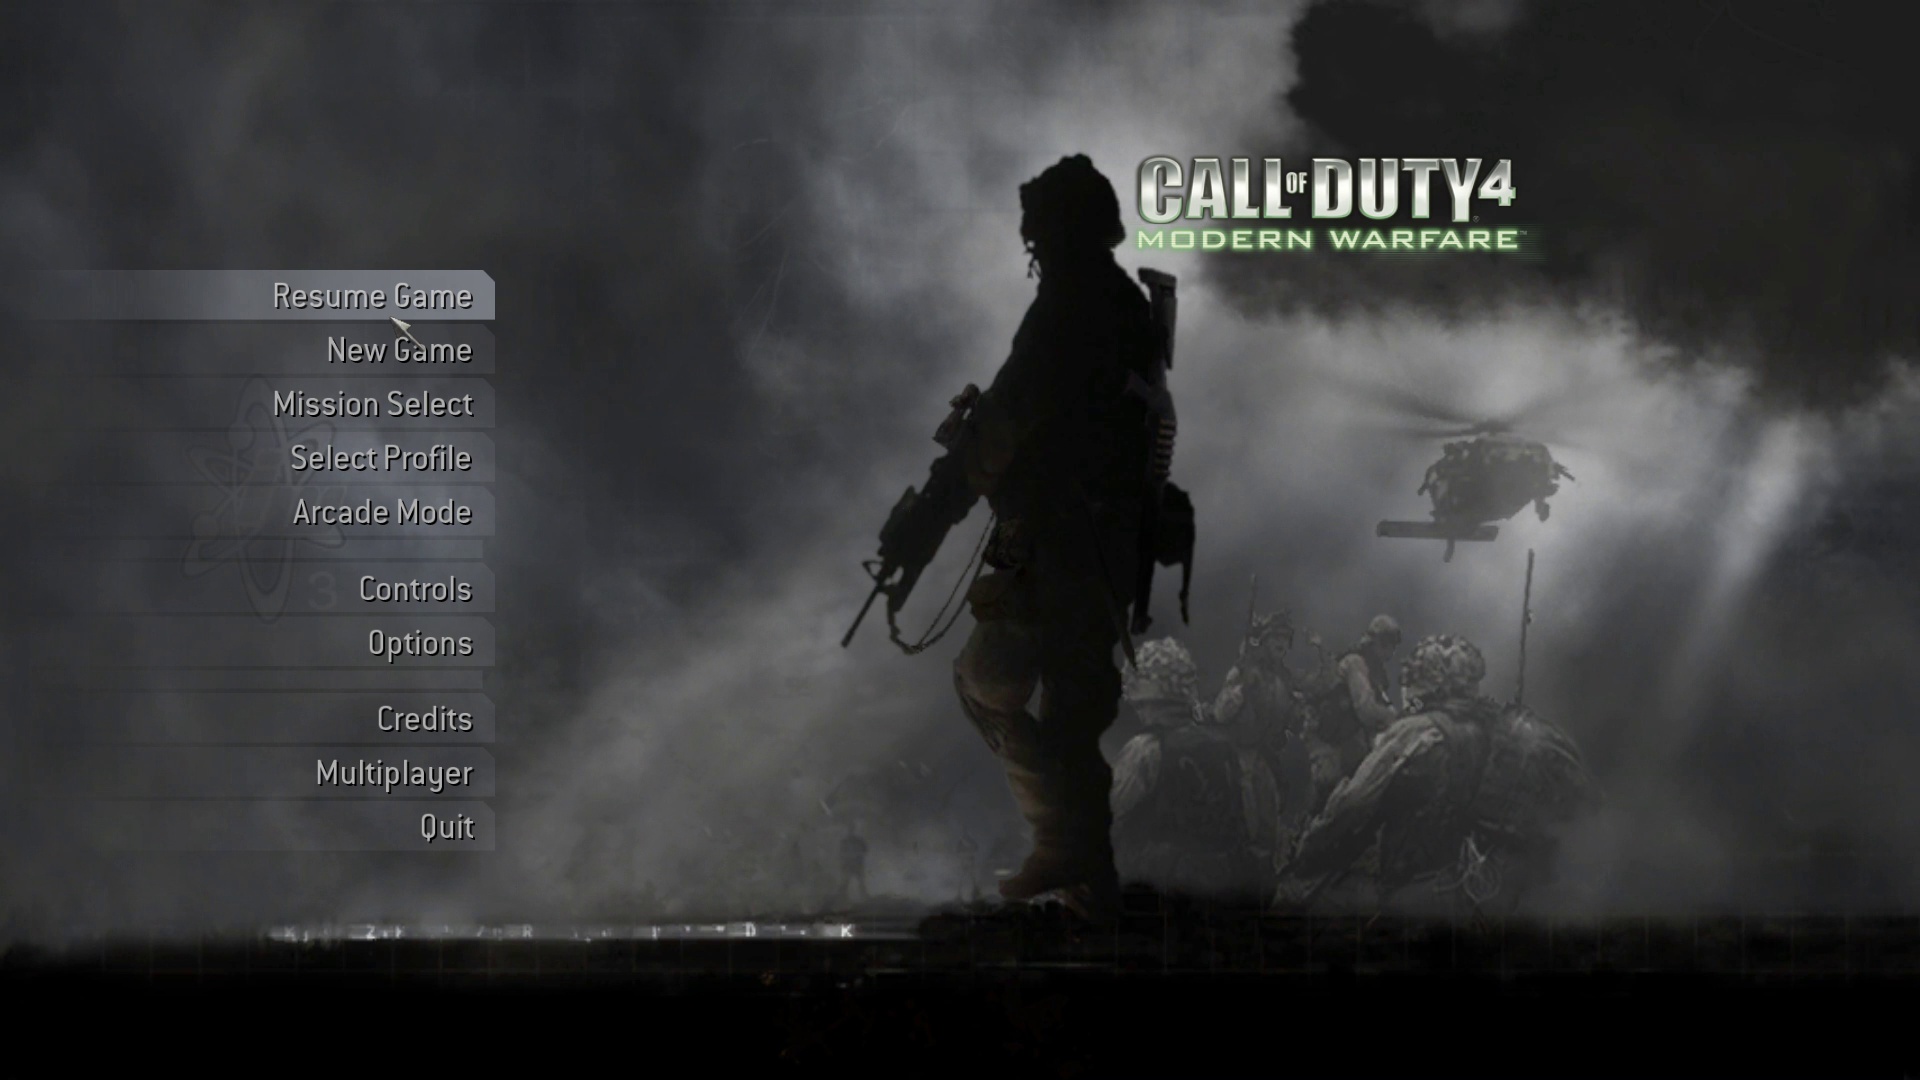 CALL OF DUTY 4
MODERN WARFARE™
Resume Game
New Game
Mission Select
Select Profile
Arcade Mode
Controls
Options
Credits
Multiplayer
Quit